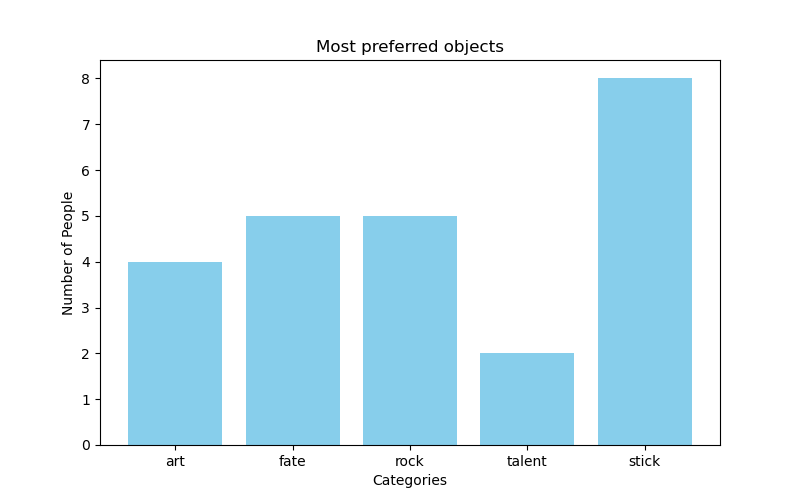 Most preferred objects
8
7
6
5
4
3
2
1
0
Number of People
art fate rock talent stick
Categories